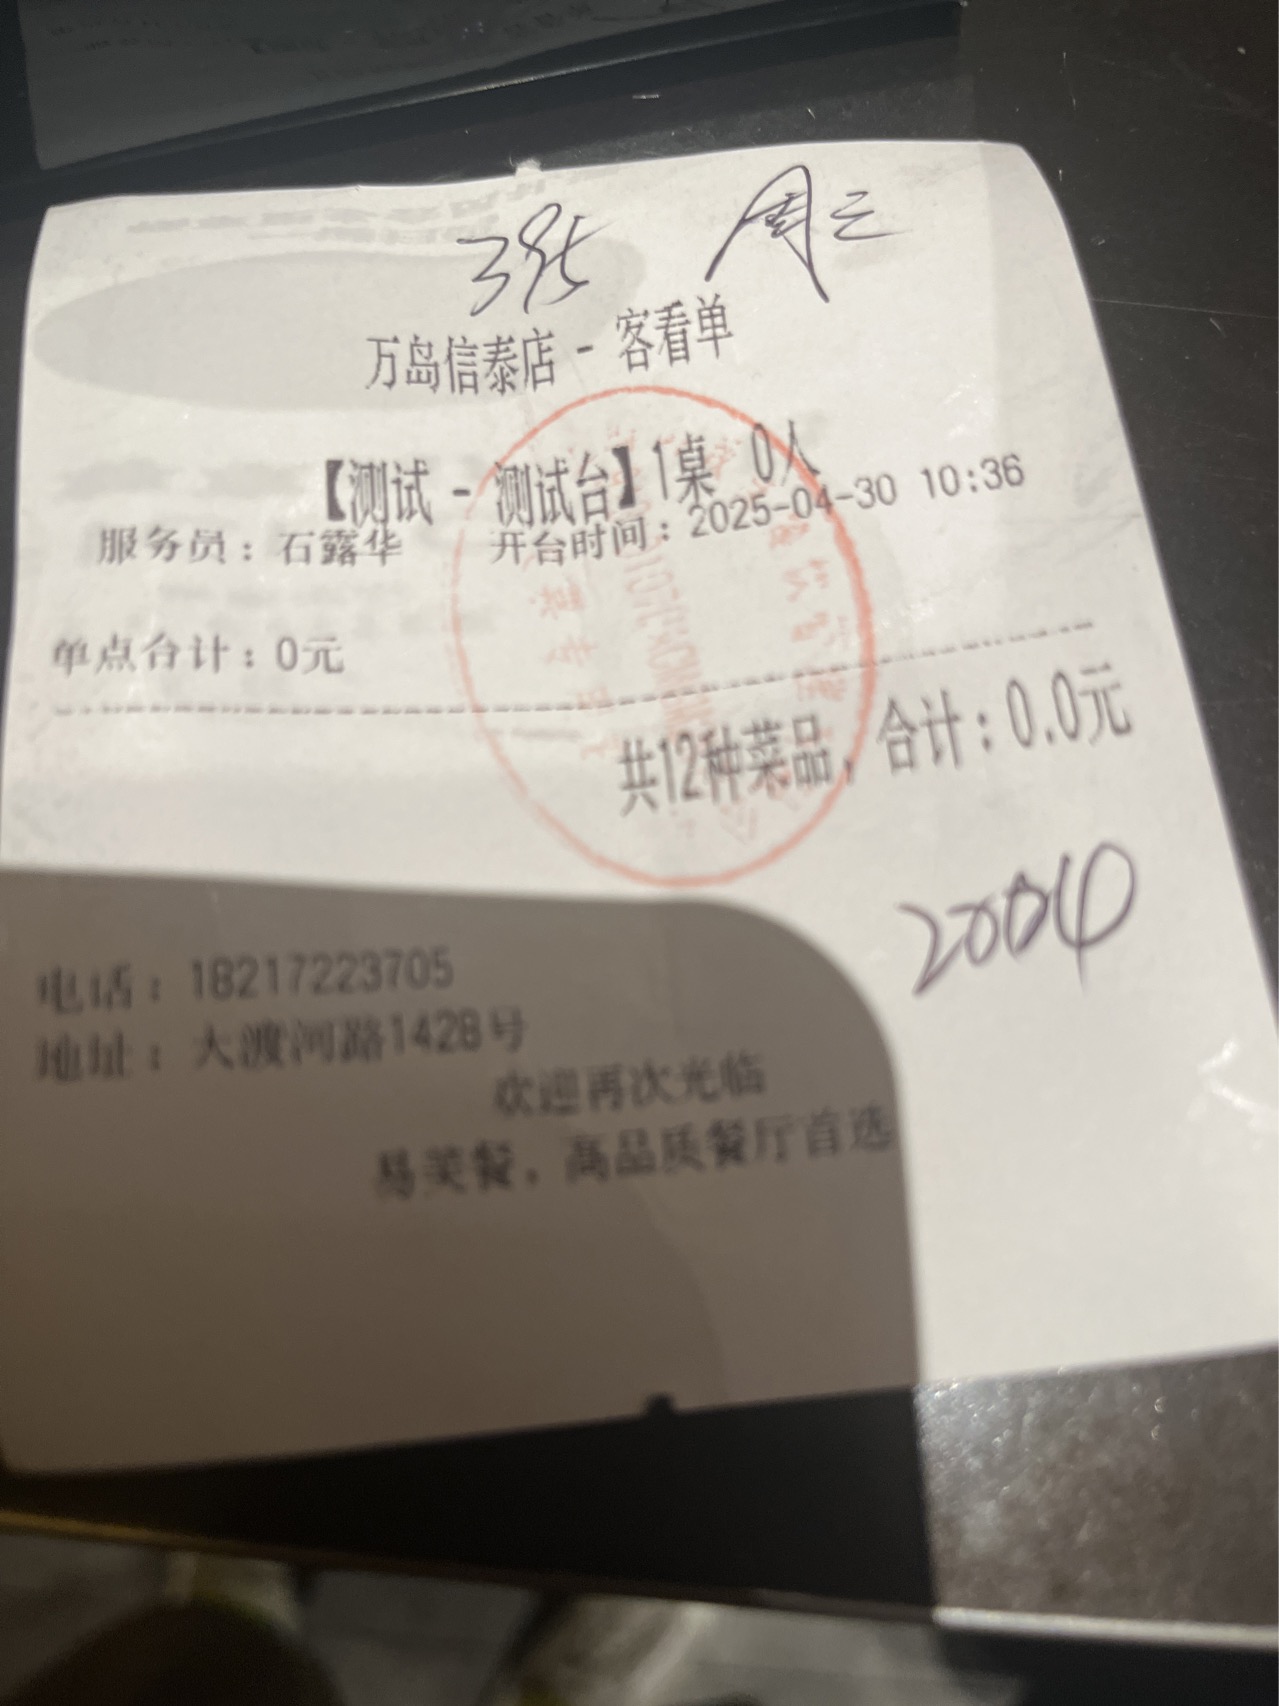 3张 周三
万岛信泰店 - 客看单
【测试 - 测试台】1桌 0人
服务员：石露华 开台时间：2025-04-30 10:36
单点合计：0元
共12种菜品，合计：0.0元
电话：18217223705
地址：大渡河路1428号
欢迎再次光临
易美餐，高品质餐厅首选